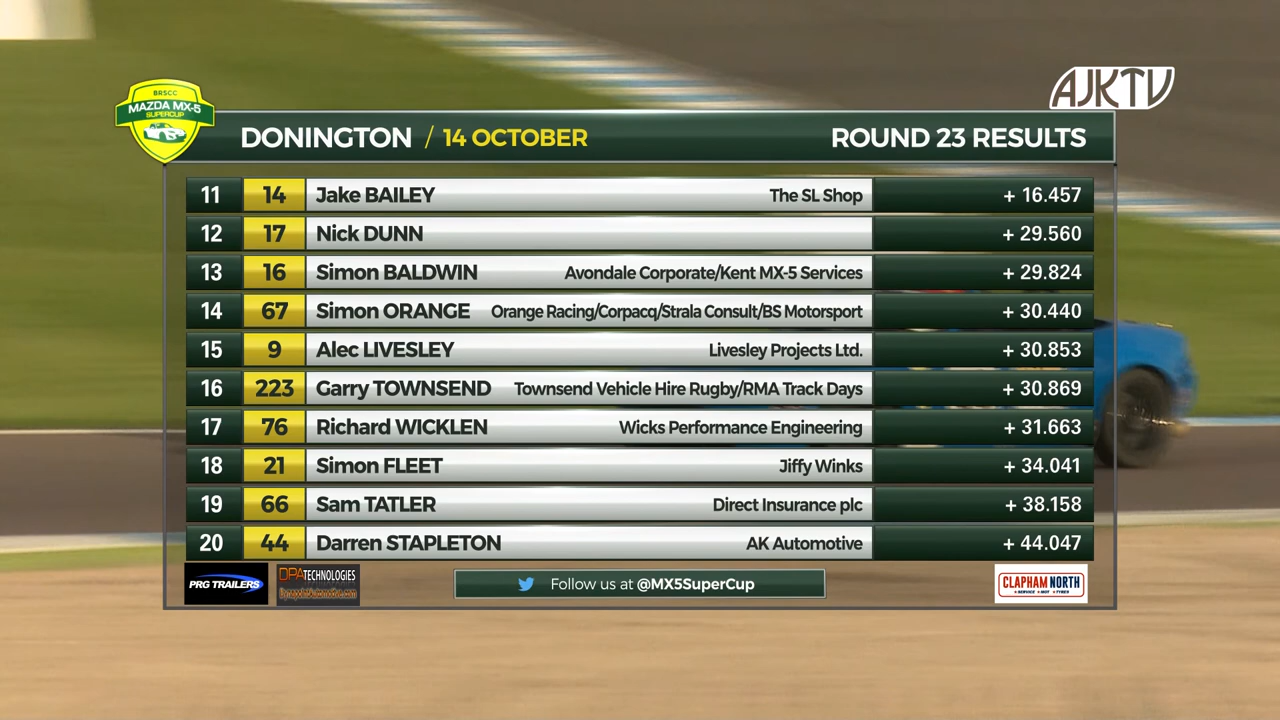 AJKTV
BRSCC
MAZDA MX-5
SUPERCUP
DONINGTON / 14 OCTOBER ROUND 23 RESULTS
11 14 Jake BAILEY The SL Shop + 16.457
12 17 Nick DUNN + 29.560
13 16 Simon BALDWIN Avondale Corporate/Kent MX-5 Services + 29.824
14 67 Simon ORANGE Orange Racing/Corpacq/Strala Consult/BS Motorsport + 30.440
15 9 Alec LIVESLEY Livesley Projects Ltd. + 30.853
16 223 Garry TOWNSEND Townsend Vehicle Hire Rugby/RMA Track Days + 30.869
17 76 Richard WICKLEN Wicks Performance Engineering + 31.663
18 21 Simon FLEET Jiffy Winks + 34.041
19 66 Sam TATLER Direct Insurance plc + 38.158
20 44 Darren STAPLETON AK Automotive + 44.047
PRG TRAILERS
DPA TECHNOLOGIES
Follow us at @MX5SuperCup
CLAPHAM NORTH
• SERVICE • MOT • TYRES